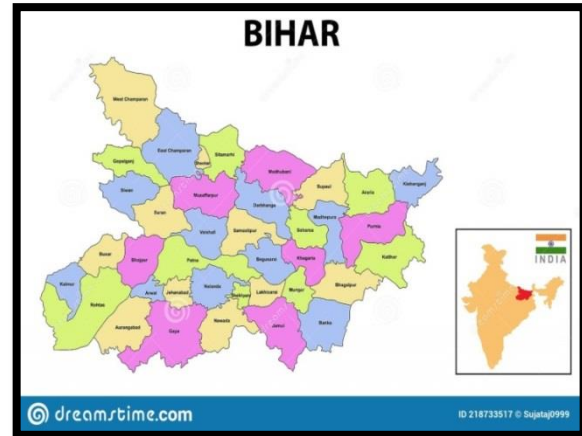 BIHAR
West Champaran
East Champaran
Gopalganj
Sitamarhi
Sheohar
Madhubani
Siwan
Muzaffarpur
Supaul
Araria
Kishanganj
Saran
Darbhanga
Vaishali
Samastipur
Saharsa
Madhepura
Purnia
Katihar
Buxar
Bhojpur
Patna
Begusarai
Khagaria
Kaimur
Rohtas
Arwal
Jehanabad
Nalanda
Lakhisarai
Munger
Bhagalpur
Aurangabad
Gaya
Nawada
Jamui
Banka
INDIA
dreamstime.com
ID 218733517 © Sujataj0999